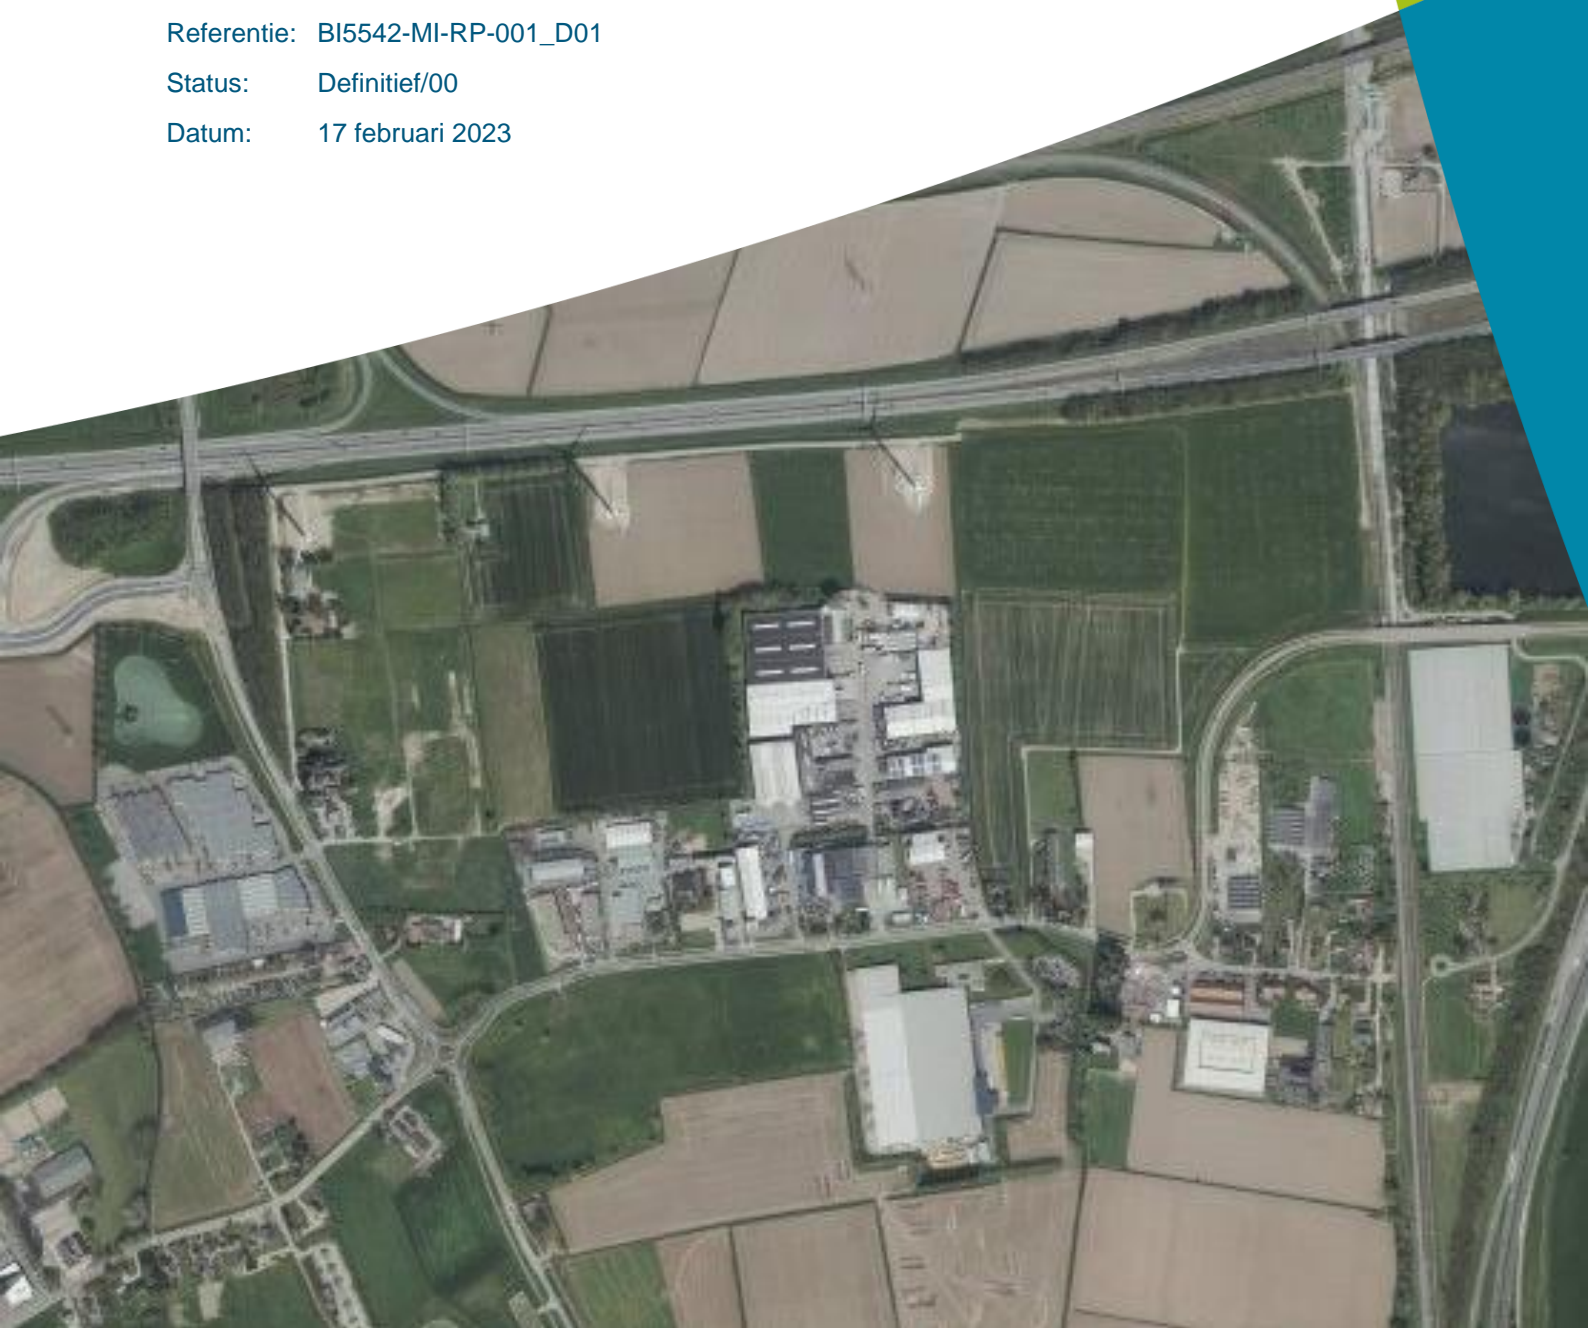 Referentie: BI5542-MI-RP-001_D01
Status: Definitief/00
Datum: 17 februari 2023